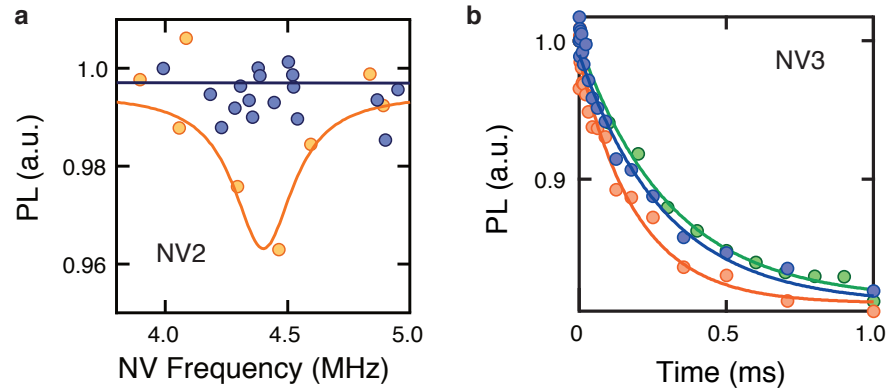 a
PL (a.u.)
1.0
0.98
0.96
NV2
4.0
4.5
5.0
NV Frequency (MHz)
b
PL (a.u.)
1.0
0.9
NV3
0
0.5
1.0
Time (ms)